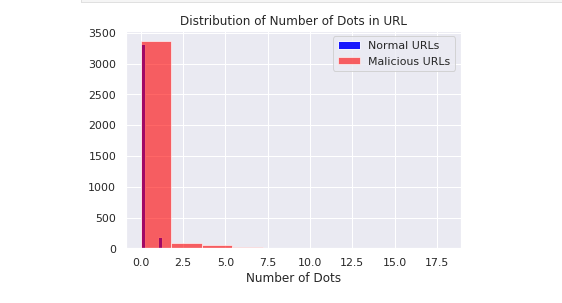 Distribution of Number of Dots in URL
Normal URLs
Malicious URLs
3500
3000
2500
2000
1500
1000
500
0
0.0 2.5 5.0 7.5 10.0 12.5 15.0 17.5
Number of Dots